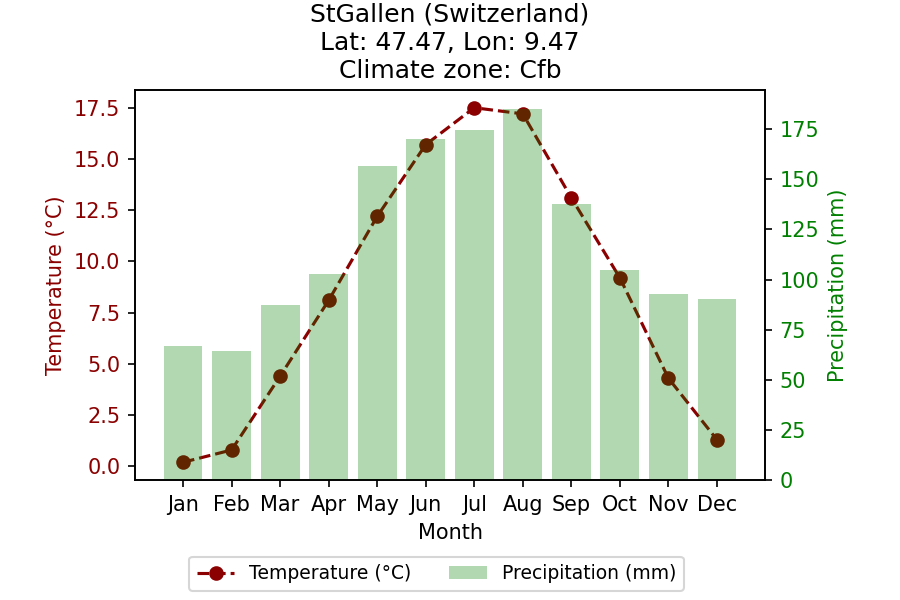 StGallen (Switzerland)
Lat: 47.47, Lon: 9.47
Climate zone: Cfb
17.5
15.0
12.5
10.0
7.5
5.0
2.5
0.0
Temperature (°C)
175
150
125
100
75
50
25
0
Precipitation (mm)
Jan Feb Mar Apr May Jun Jul Aug Sep Oct Nov Dec
Month
Temperature (°C) Precipitation (mm)